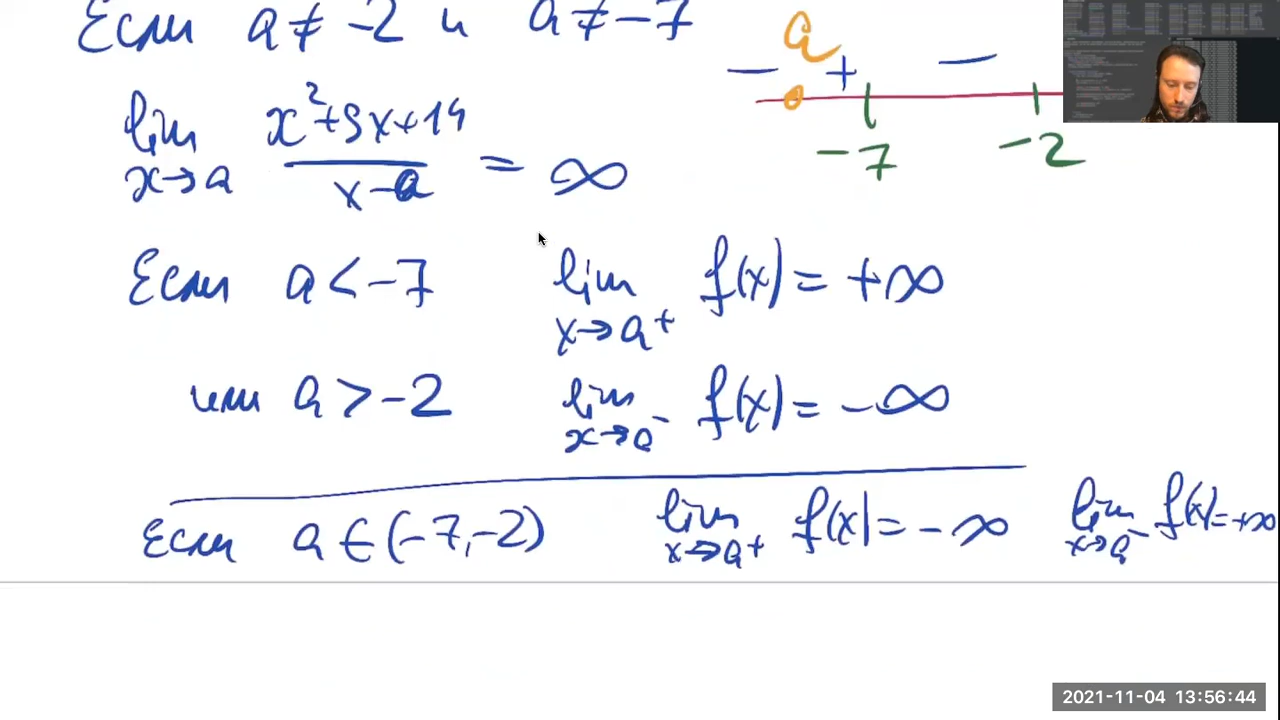 Если a ≠ -2 и a ≠ -7
lim x→a (x²+9x+14)/(x-a) = ∞
a
− + −
-7 -2
Если a < -7 lim x→a+ f(x) = +∞
или a > -2 lim x→a- f(x) = -∞
Если a ∈ (-7,-2) lim x→a+ f(x) = -∞ lim x→a- f(x) = +∞
2021-11-04 13:56:44